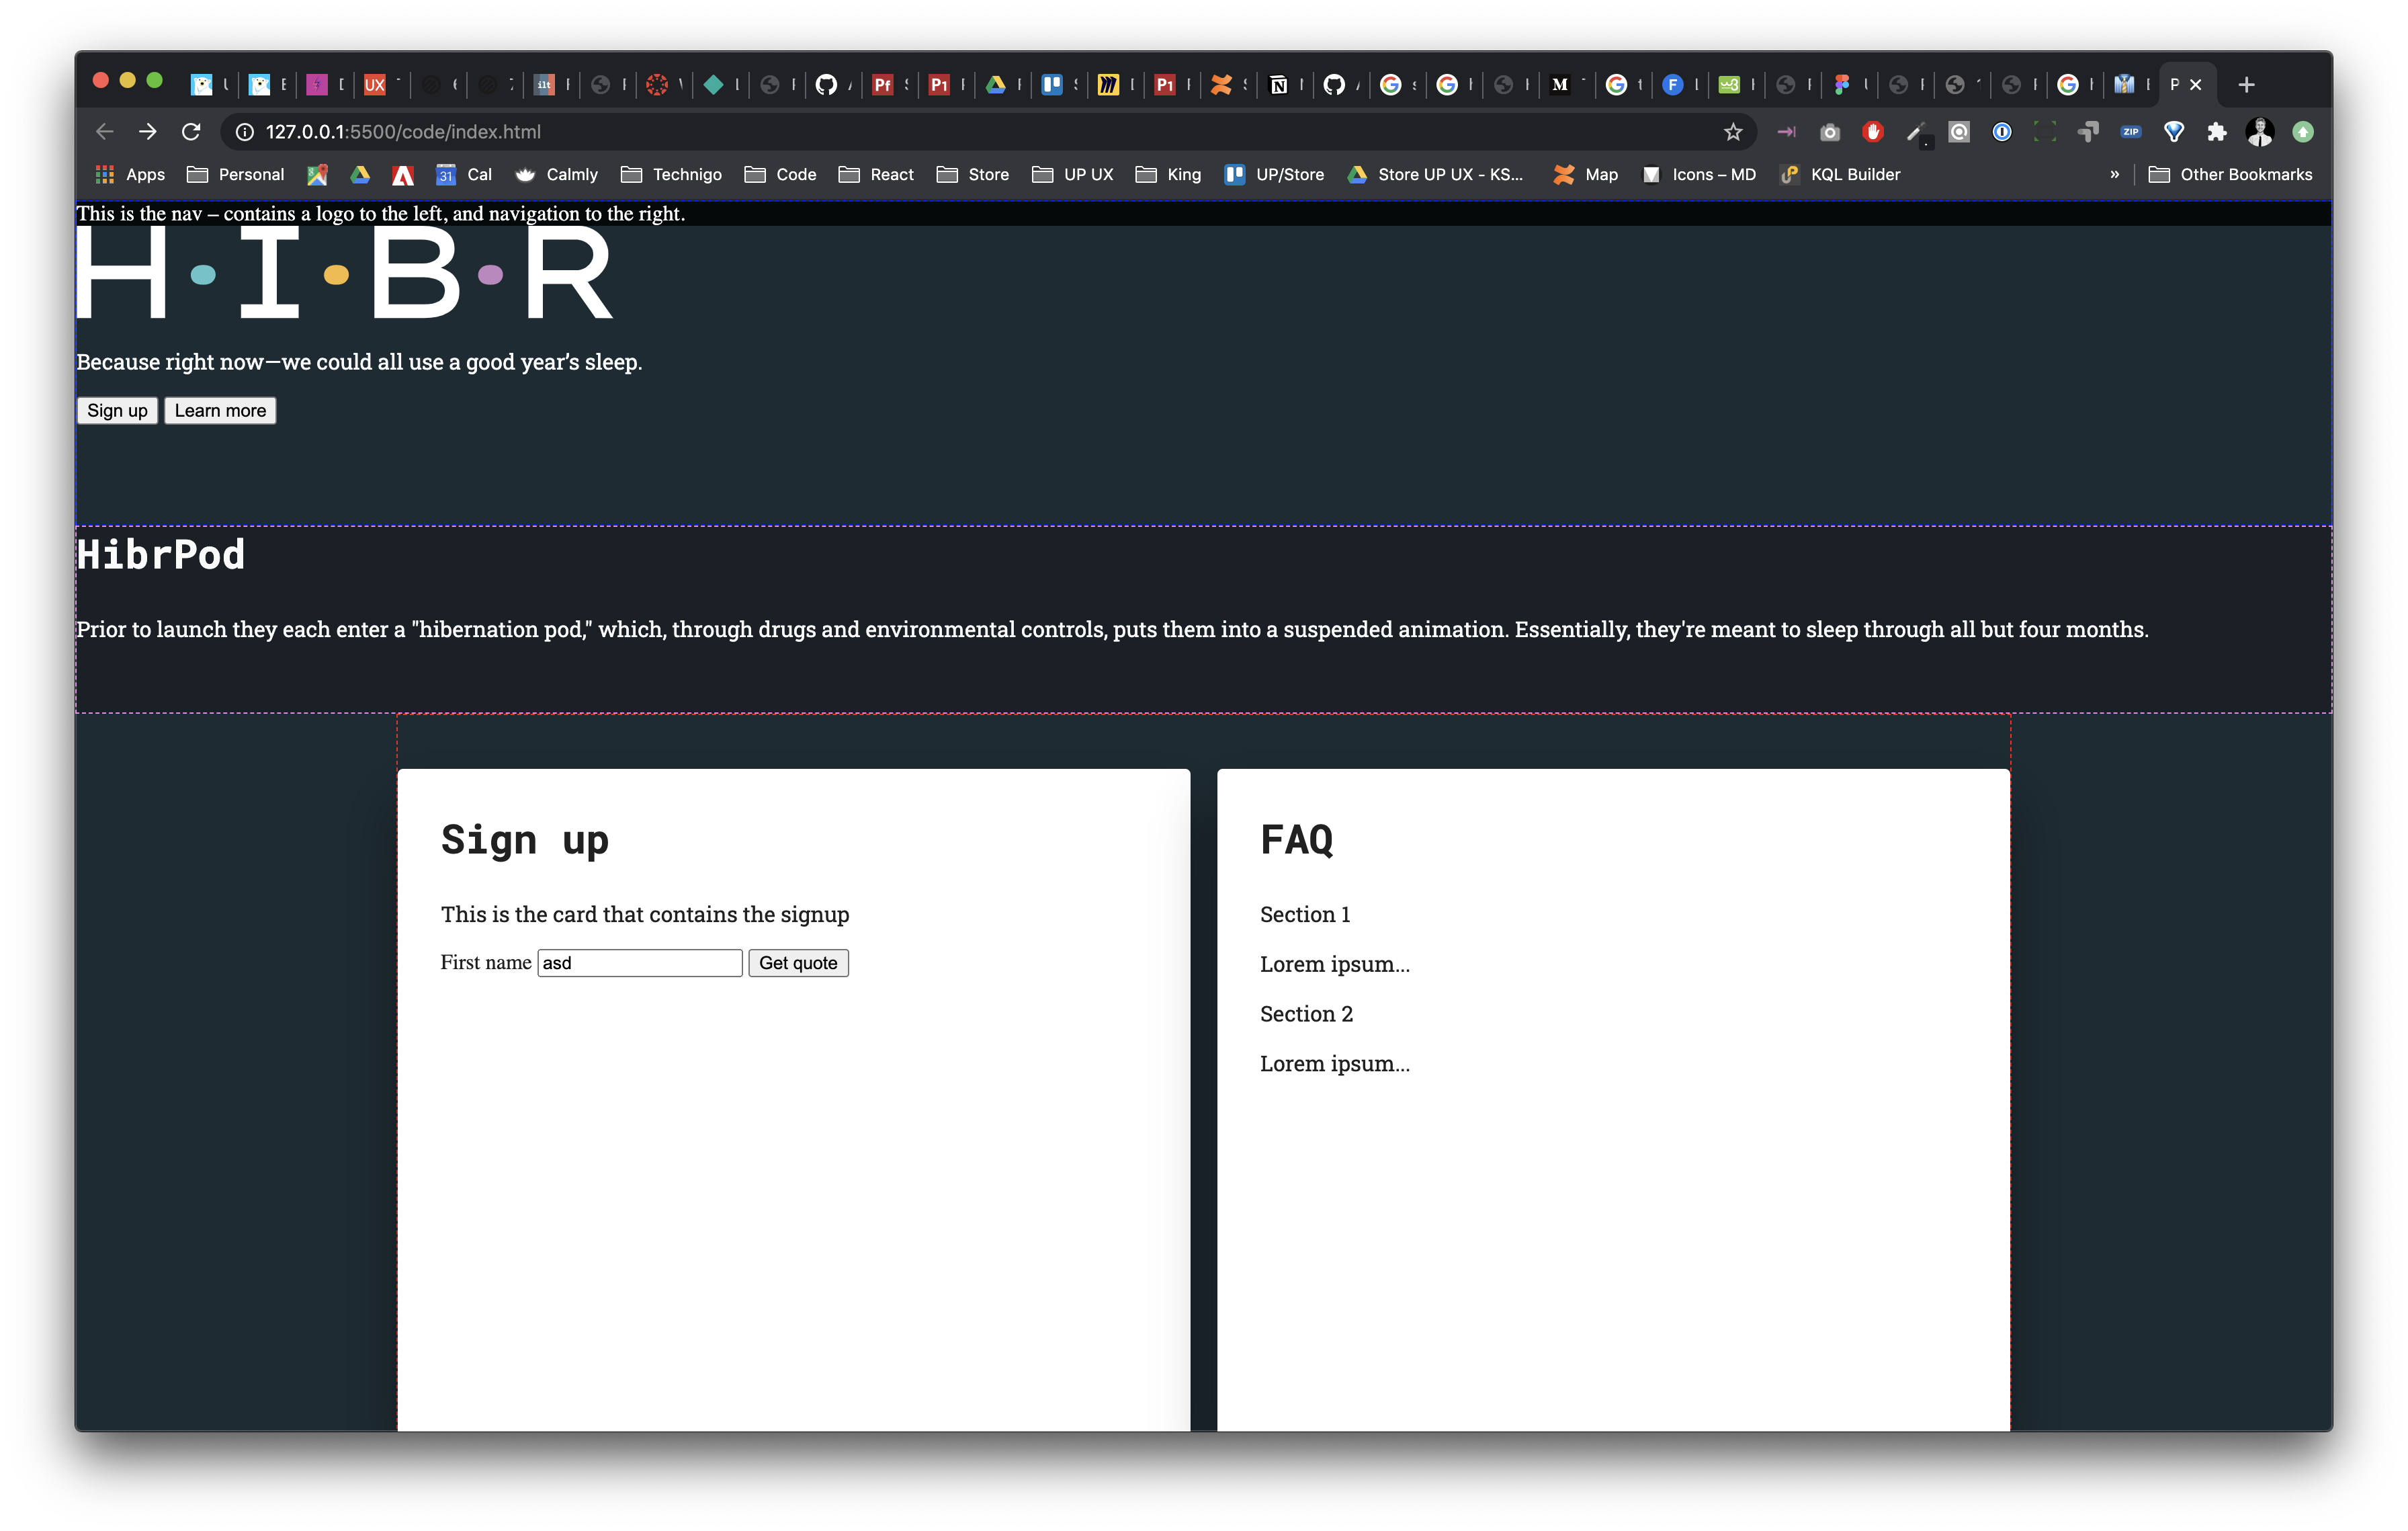 127.0.0.1:5500/code/index.html
Apps Personal Cal Calmly Technigo Code React Store UP UX King UP/Store Store UP UX - KS... Map Icons – MD KQL Builder » Other Bookmarks
This is the nav – contains a logo to the left, and navigation to the right.
H•I•B•R
Because right now—we could all use a good year’s sleep.
Sign up Learn more
HibrPod
Prior to launch they each enter a "hibernation pod," which, through drugs and environmental controls, puts them into a suspended animation. Essentially, they're meant to sleep through all but four months.
Sign up
This is the card that contains the signup
First name asd Get quote
FAQ
Section 1
Lorem ipsum...
Section 2
Lorem ipsum...